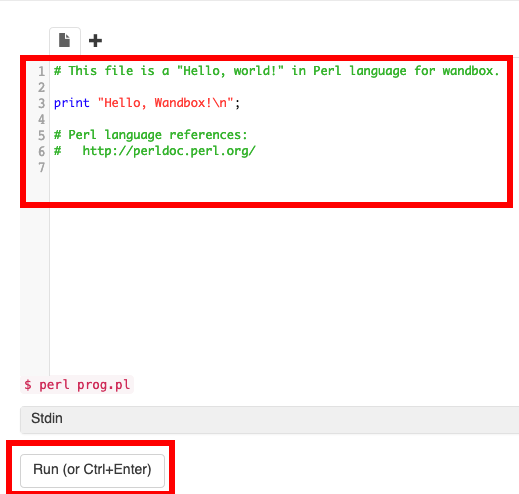 1 # This file is a "Hello, world!" in Perl language for wandbox.
2
3 print "Hello, Wandbox!\n";
4
5 # Perl language references:
6 #   http://perldoc.perl.org/
7
$ perl prog.pl
Stdin
Run (or Ctrl+Enter)